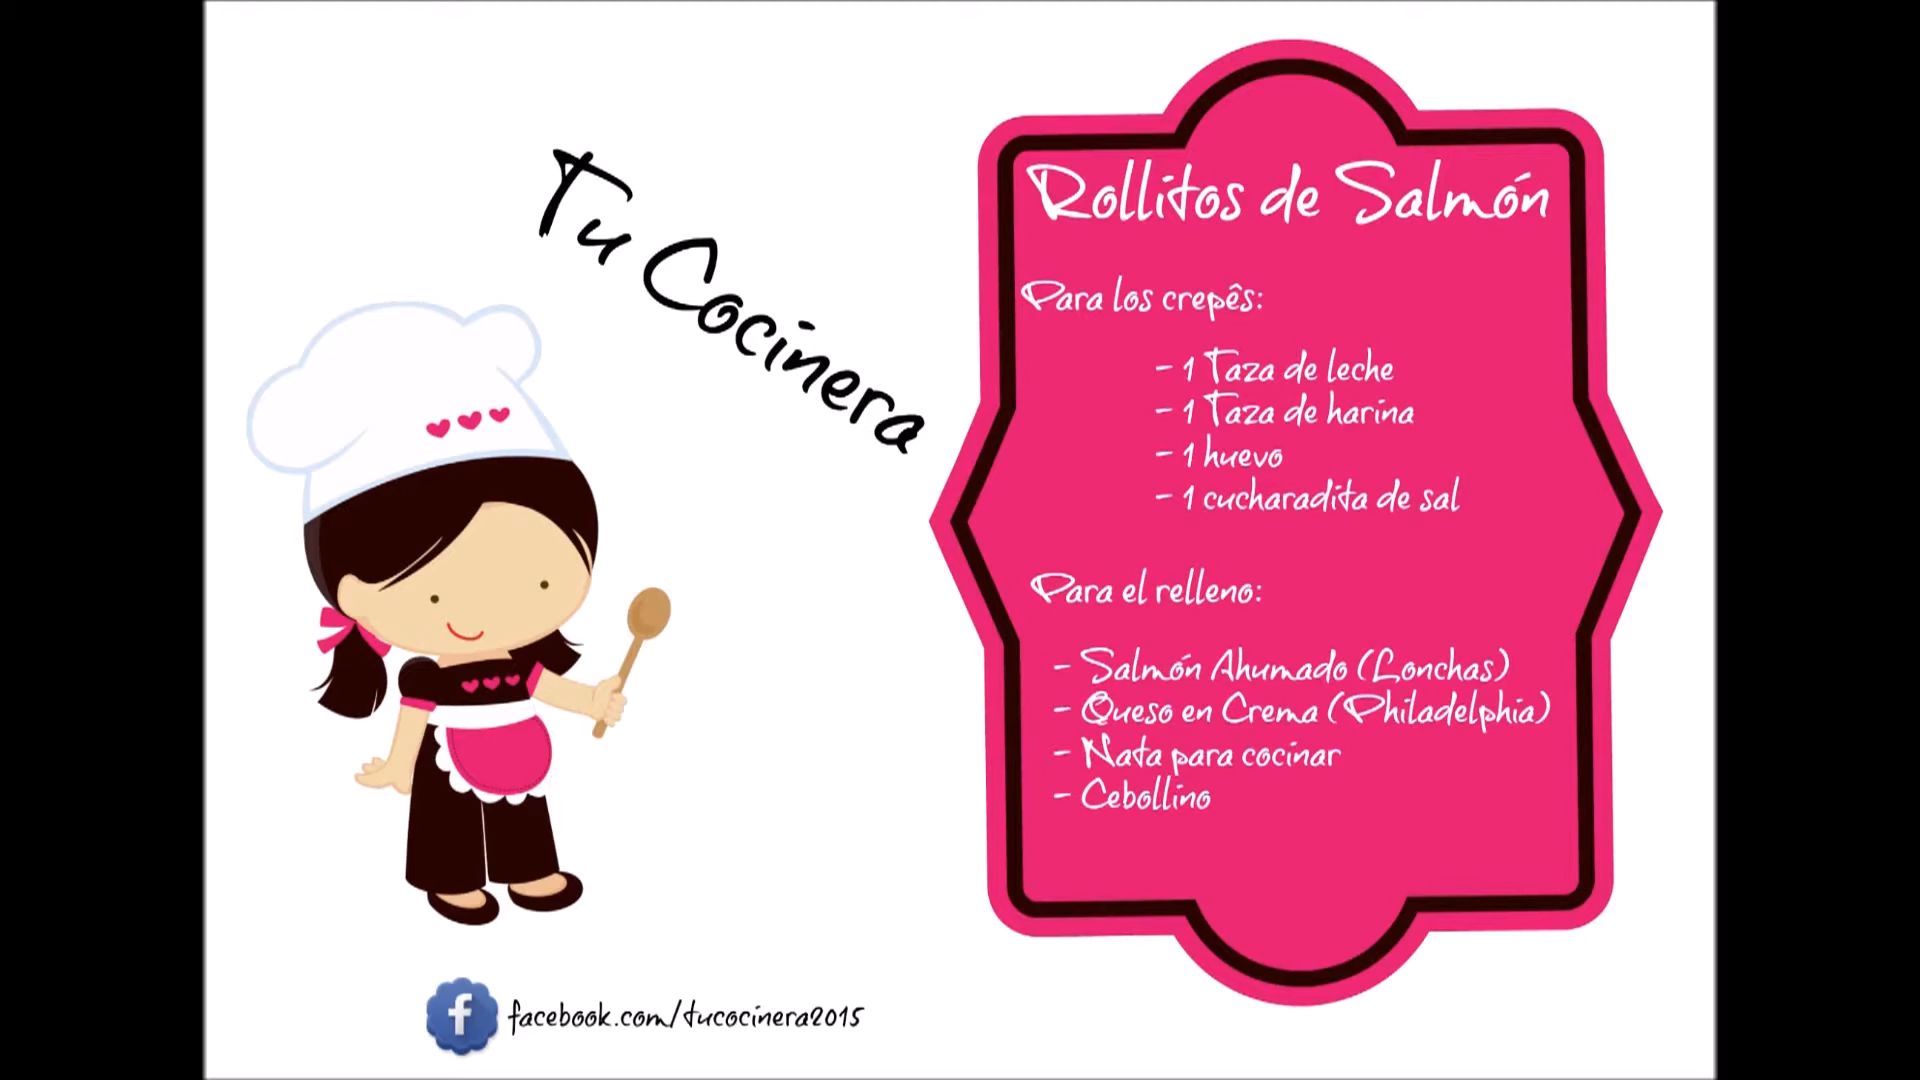 Tu Cocinera
Rollitos de Salmón
Para los crepês:
- 1 Taza de leche
- 1 Taza de harina
- 1 huevo
- 1 cucharadita de sal
Para el relleno:
- Salmón Ahumado (Lonchas)
- Queso en Crema (Philadelphia)
- Nata para cocinar
- Cebollino
f facebook.com/tucocinera2015